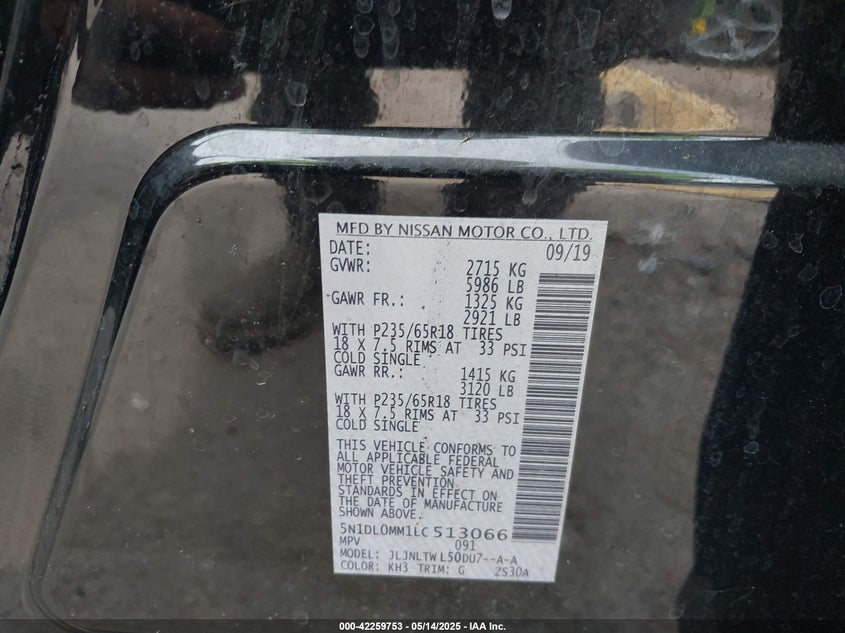 MFD BY NISSAN MOTOR CO., LTD.
DATE: 09/19
GVWR: 2715 KG
5986 LB
GAWR FR.: 1325 KG
2921 LB
WITH P235/65R18 TIRES
18 X 7.5 RIMS AT 33 PSI
COLD SINGLE
GAWR RR.: 1415 KG
3120 LB
WITH P235/65R18 TIRES
18 X 7.5 RIMS AT 33 PSI
COLD SINGLE
THIS VEHICLE CONFORMS TO
ALL APPLICABLE FEDERAL
MOTOR VEHICLE SAFETY AND
THEFT PREVENTION
STANDARDS IN EFFECT ON
THE DATE OF MANUFACTURE
SHOWN ABOVE.
5N1DL0MM1LC513066
MPV 091
MODEL: JLJNLTWL50DU7--A-A
COLOR: KH3 TRIM: G ZS30A
000-42259753 - 05/14/2025 - IAA Inc.